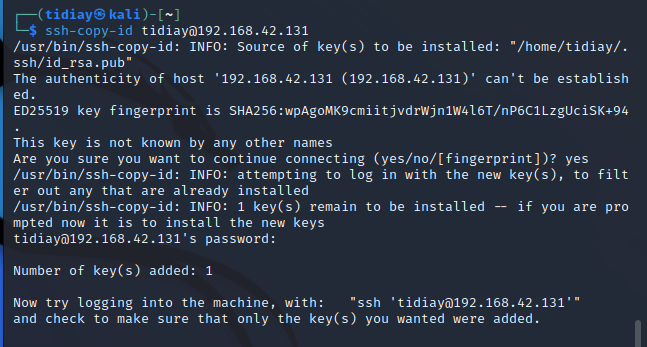 ┌──(tidiay㉿kali)-[~]
└─$ ssh-copy-id tidiay@192.168.42.131
/usr/bin/ssh-copy-id: INFO: Source of key(s) to be installed: "/home/tidiay/.
ssh/id_rsa.pub"
The authenticity of host '192.168.42.131 (192.168.42.131)' can't be establish
ed.
ED25519 key fingerprint is SHA256:wpAgoMK9cmiitjvdrWjn1W4l6T/nP6C1LzgUciSK+94
.
This key is not known by any other names
Are you sure you want to continue connecting (yes/no/[fingerprint])? yes
/usr/bin/ssh-copy-id: INFO: attempting to log in with the new key(s), to filt
er out any that are already installed
/usr/bin/ssh-copy-id: INFO: 1 key(s) remain to be installed -- if you are pro
mpted now it is to install the new keys
tidiay@192.168.42.131's password:
Number of key(s) added: 1
Now try logging into the machine, with:   "ssh 'tidiay@192.168.42.131'"
and check to make sure that only the key(s) you wanted were added.